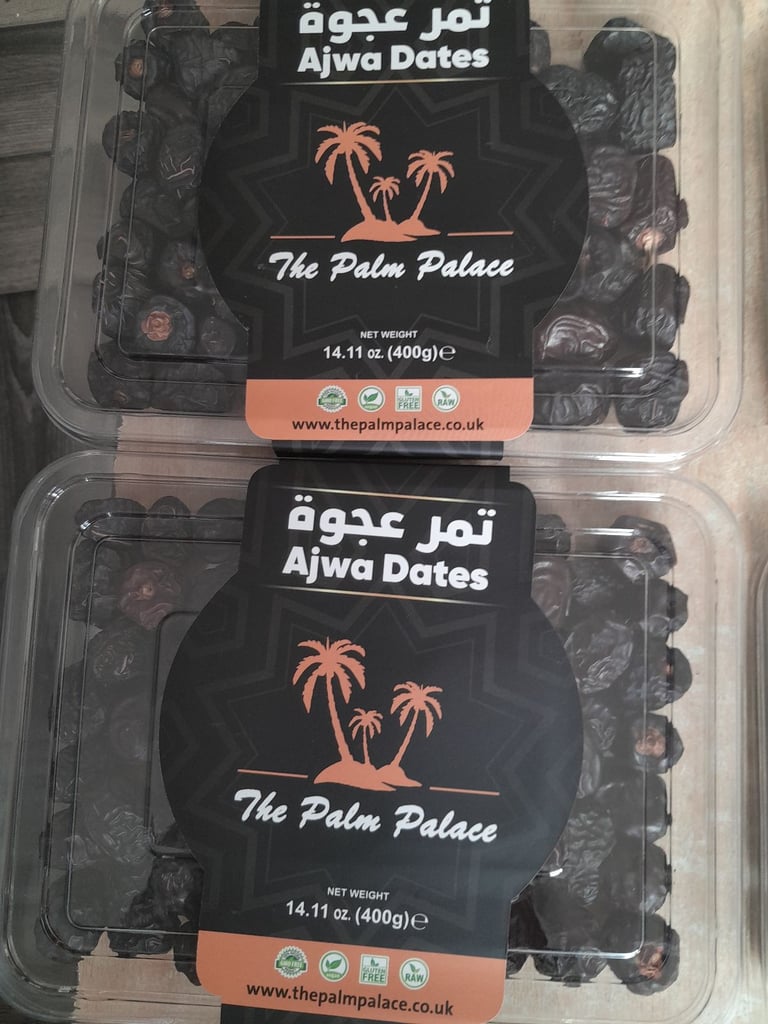 تمر عجوة
Ajwa Dates
The Palm Palace
NET WEIGHT
14.11 oz. (400g)℮
GLUTEN FREE
RAW
www.thepalmpalace.co.uk
تمر عجوة
Ajwa Dates
The Palm Palace
NET WEIGHT
14.11 oz. (400g)℮
GLUTEN
FREE
RAW
www.thepalmpalace.co.uk